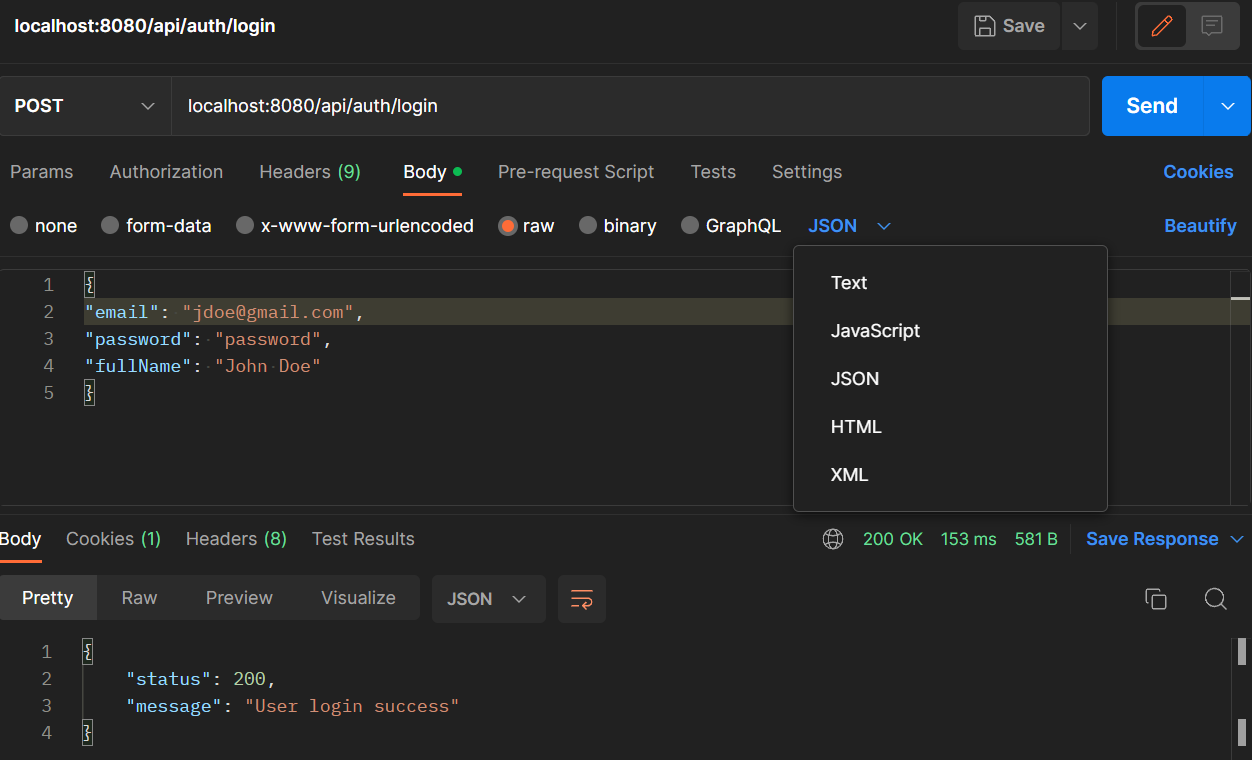 localhost:8080/api/auth/login
Save
POST
localhost:8080/api/auth/login
Send
Params Authorization Headers (9) Body Pre-request Script Tests Settings Cookies
none form-data x-www-form-urlencoded raw binary GraphQL JSON Beautify
Text
JavaScript
JSON
HTML
XML
1 {
2 "email": "jdoe@gmail.com",
3 "password": "password",
4 "fullName": "John Doe"
5 }
Body Cookies (1) Headers (8) Test Results 200 OK 153 ms 581 B Save Response
Pretty Raw Preview Visualize JSON
1 {
2 "status": 200,
3 "message": "User login success"
4 }